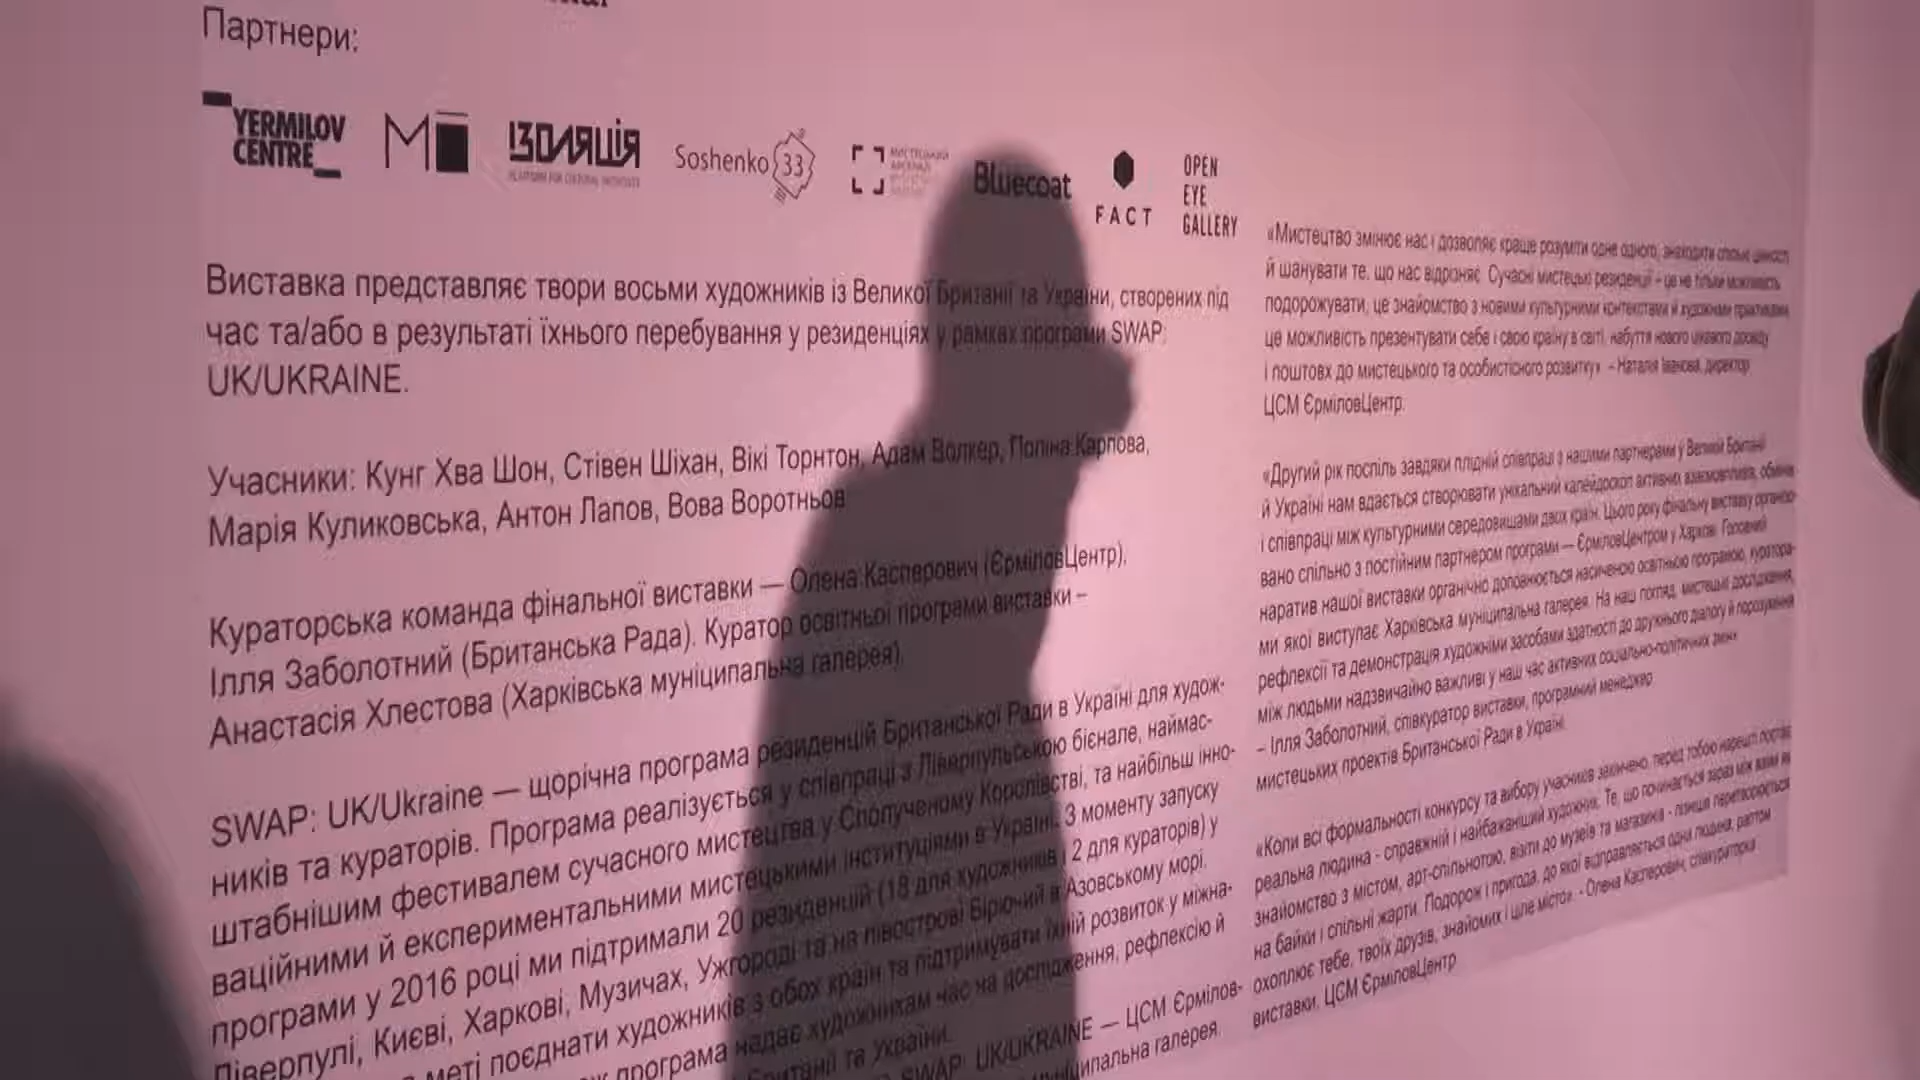 Партнери:
YERMILOV
CENTRE
ІЗОЛЯЦІЯ
PLATFORM FOR CULTURAL INITIATIVES
Soshenko 33
МИСТЕЦЬКИЙ
АРСЕНАЛ
Bluecoat
FACT
OPEN
EYE
GALLERY
Виставка представляє твори восьми художників із Великої Британії та України, створених під
час та/або в результаті їхнього перебування у резиденціях у рамках програми SWAP:
UK/UKRAINE.
Учасники: Кунг Хва Шон, Стівен Шіхан, Вікі Торнтон, Адам Волкер, Поліна Карпова,
Марія Куликовська, Антон Лапов, Вова Воротньов
Кураторська команда фінальної виставки — Олена Касперович (ЄрміловЦентр),
Ілля Заболотний (Британська Рада). Куратор освітньої програми виставки –
Анастасія Хлестова (Харківська муніципальна галерея).
SWAP: UK/Ukraine — щорічна програма резиденцій Британської Ради в Україні для худож-
ників та кураторів. Програма реалізується у співпраці з Ліверпульською бієнале, наймас-
штабнішим фестивалем сучасного мистецтва у Сполученому Королівстві, та найбільш інно-
ваційними й експериментальними мистецькими інституціями в Україні. З моменту запуску
програми у 2016 році ми підтримали 20 резиденцій (18 для художників і 2 для кураторів) у
Ліверпулі, Києві, Харкові, Музичах, Ужгороді та на півострові Бірючий в Азовському морі.
меті поєднати художників з обох країн та підтримувати їхній розвиток у міжна-
програма надає художникам час на дослідження, рефлексію й
Британії та України.
SWAP: UK/UKRAINE — ЦСМ Єрмілов-
муніципальна галерея.
«Мистецтво змінює нас і дозволяє краще розуміти одне одного, знаходити спільні цінності
й шанувати те, що нас відрізняє. Сучасні мистецькі резиденції – це не тільки можливість
подорожувати, це знайомство з новими культурними контекстами й художніми практиками,
це можливість презентувати себе і свою країну в світі, набуття нового цікавого досвіду
і поштовх до мистецького та особистісного розвитку» – Наталія Іванова, директор
ЦСМ ЄрміловЦентр.
«Другий рік поспіль завдяки плідній співпраці з нашими партнерами у Великій Британії
й Україні нам вдається створювати унікальний калейдоскоп активних взаємовпливів, обмінів
і співпраці між культурними середовищами двох країн. Цього року фінальну виставку організо-
вано спільно з постійним партнером програми — ЄрміловЦентром у Харкові. Головний
наратив нашої виставки органічно доповнюється насиченою освітньою програмою, куратора-
ми якої виступає Харківська муніципальна галерея. На наш погляд, мистецькі дослідження,
рефлексії та демонстрація художніми засобами здатності до дружнього діалогу й порозуміння
між людьми надзвичайно важливі у наш час активних соціально-політичних змін»
– Ілля Заболотний, співкуратор виставки, програмний менеджер
мистецьких проектів Британської Ради в Україні.
«Коли всі формальності конкурсу та вибору учасників закінчено, перед тобою нарешті постає
реальна людина - справжній і найбажаніший художник. Те, що починається зараз між вами
знайомство з містом, арт-спільнотою, візити до музеїв та магазинів - пізніше перетворюється
на байки і спільні жарти. Подорож і пригода, до якої відправляється одна людина, раптом
охоплює тебе, твоїх друзів, знайомих і ціле місто». - Олена Касперович, співкураторка
виставки, ЦСМ ЄрміловЦентр